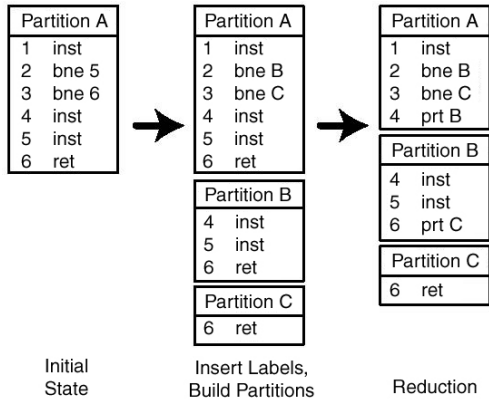 Partition A
1 inst
2 bne 5
3 bne 6
4 inst
5 inst
6 ret
Initial
State
Partition A
1 inst
2 bne B
3 bne C
4 inst
5 inst
6 ret
Partition B
4 inst
5 inst
6 ret
Partition C
6 ret
Insert Labels,
Build Partitions
Partition A
1 inst
2 bne B
3 bne C
4 prt B
Partition B
4 inst
5 inst
6 prt C
Partition C
6 ret
Reduction